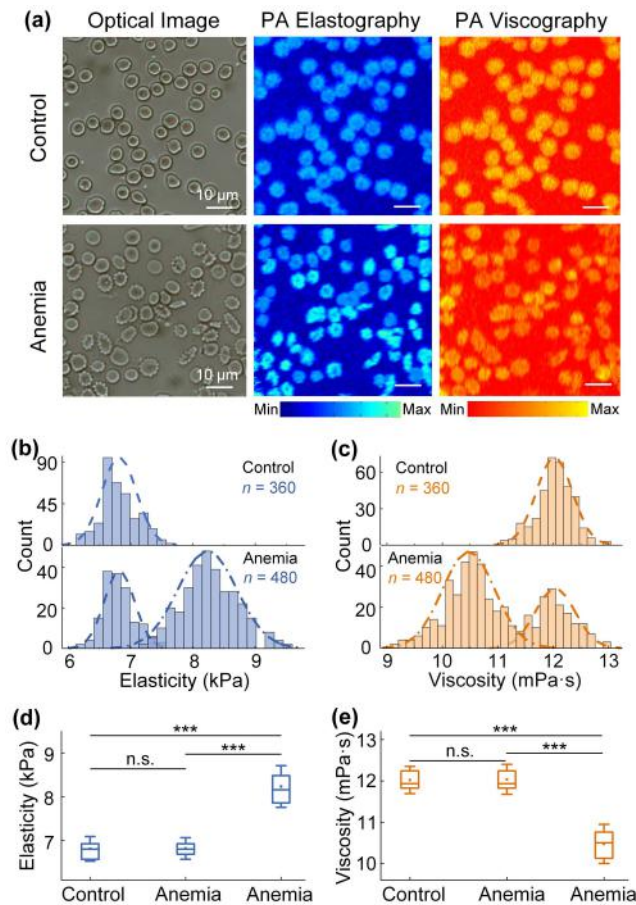 (a) Optical Image PA Elastography PA Viscography
Control
10 μm
Anemia
10 μm
Min Max Min Max
(b)
Control
n = 360
90
45
0
Count
Anemia
n = 480
40
20
0
6 7 8 9
Elasticity (kPa)
(c)
Control
n = 360
60
30
0
Count
Anemia
n = 480
40
20
0
9 10 11 12 13
Viscosity (mPa·s)
(d)
***
n.s.
***
9
8
7
Elasticity (kPa)
Control Anemia Anemia
(e)
***
n.s.
***
13
12
11
10
Viscosity (mPa·s)
Control Anemia Anemia